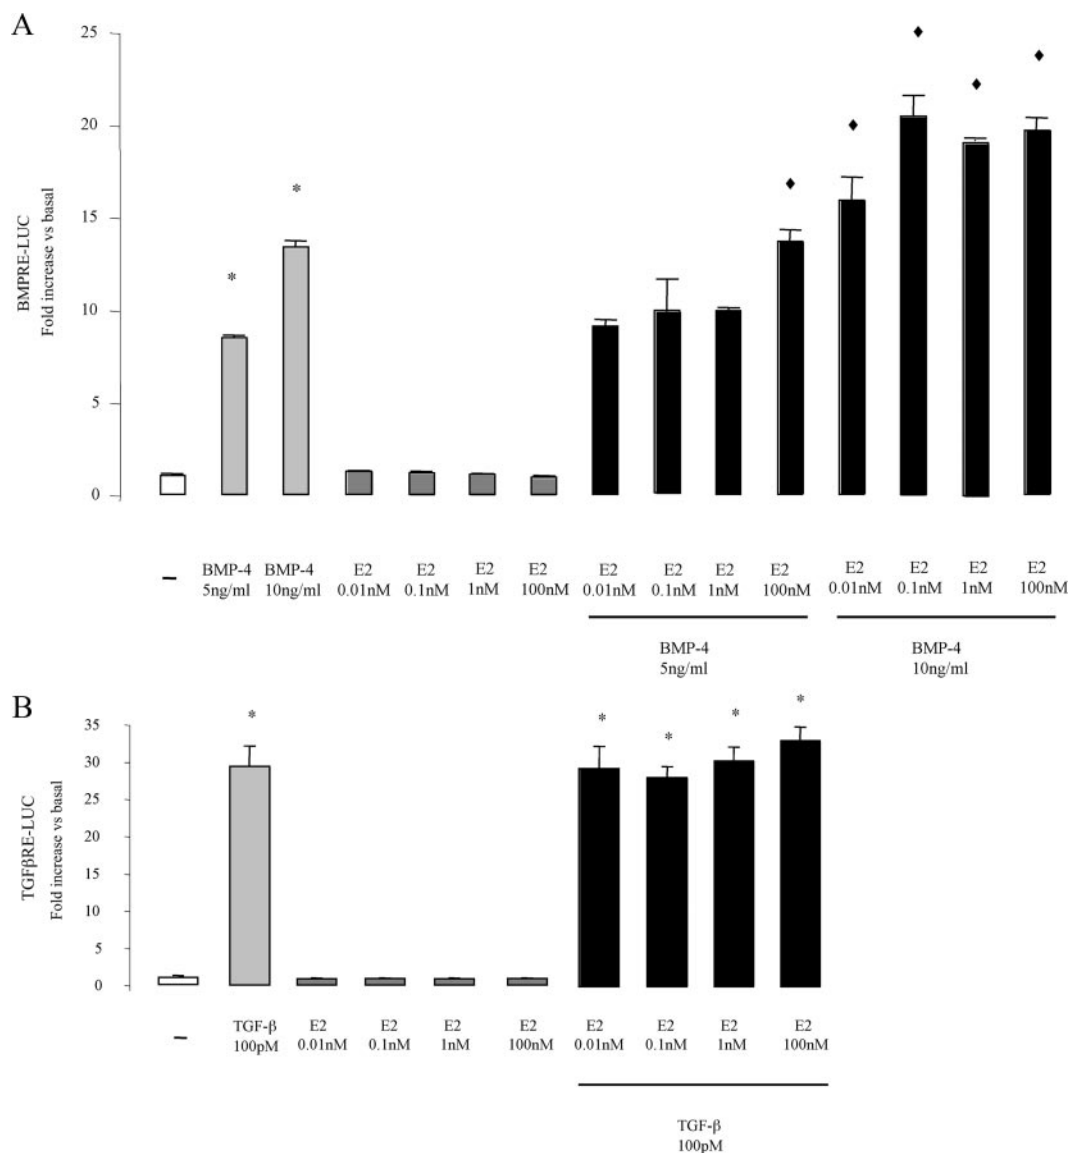 A
BMPRE-LUC
Fold increase vs basal
25
20
15
10
5
0
* * ♦ ♦ ♦ ♦ ♦
– BMP-4 BMP-4 E2 E2 E2 E2 E2 E2 E2 E2 E2 E2 E2 E2
5ng/ml 10ng/ml 0.01nM 0.1nM 1nM 100nM 0.01nM 0.1nM 1nM 100nM 0.01nM 0.1nM 1nM 100nM
BMP-4 BMP-4
5ng/ml 10ng/ml
B
TGFβRE-LUC
Fold increase vs basal
35
30
25
20
15
10
5
0
* * * * *
– TGF-β E2 E2 E2 E2 E2 E2 E2 E2
100pM 0.01nM 0.1nM 1nM 100nM 0.01nM 0.1nM 1nM 100nM
TGF-β
100pM